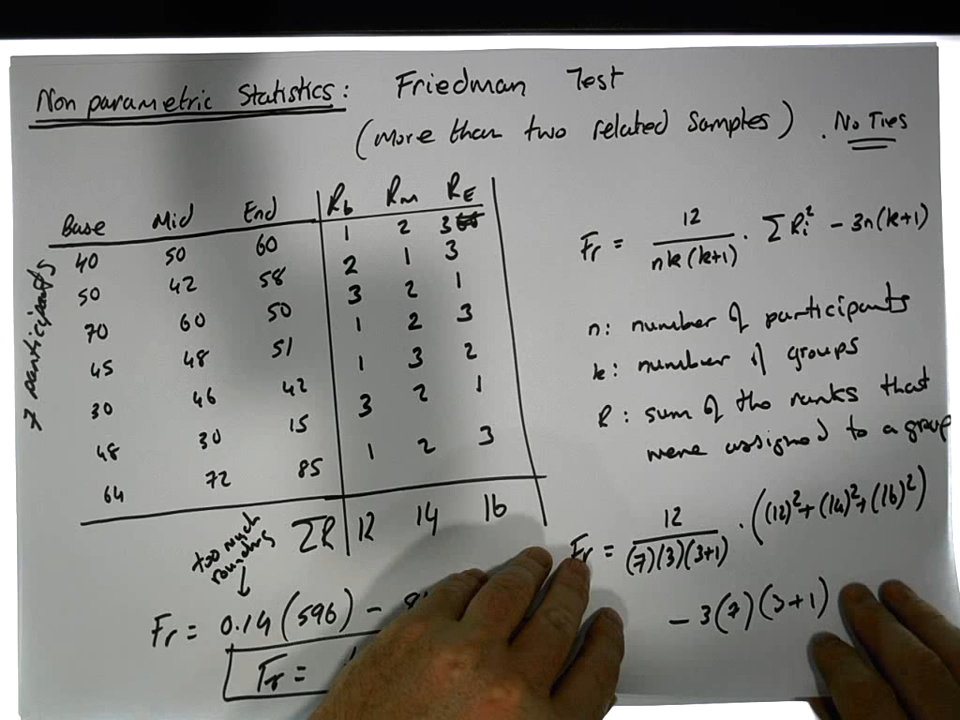 Non parametric Statistics: Friedman Test
(More than two related samples). No Ties
Base Mid End Rb Rm RE
40 50 60 1 2 3
50 42 58 2 1 3
70 60 50 3 2 1
45 48 51 1 2 3
30 46 42 1 3 2
48 30 15 3 2 1
64 72 85 1 2 3
7 participants
ΣR 12 14 16
too much
rounding
Fr = 0.14 (596) -
Fr =
Fr = 12 / nk(k+1) · ΣRi² - 3n(k+1)
n: number of participants
k: number of groups
R: sum of the ranks that
were assigned to a group
Fr = 12 / (7)(3)(3+1) · ((12)²+(14)²+(16)²)
- 3(7)(3+1)